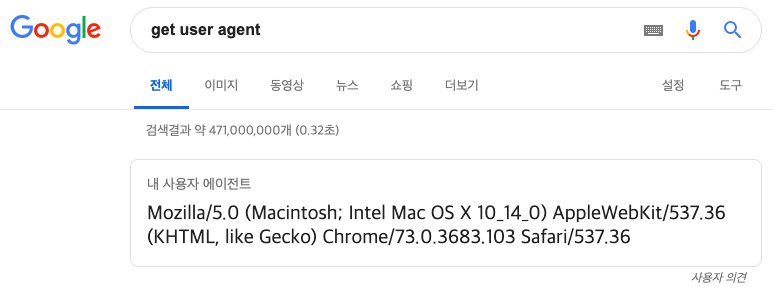 Google
get user agent
전체 이미지 동영상 뉴스 쇼핑 더보기 설정 도구
검색결과 약 471,000,000개 (0.32초)
내 사용자 에이전트
Mozilla/5.0 (Macintosh; Intel Mac OS X 10_14_0) AppleWebKit/537.36
(KHTML, like Gecko) Chrome/73.0.3683.103 Safari/537.36
사용자 의견